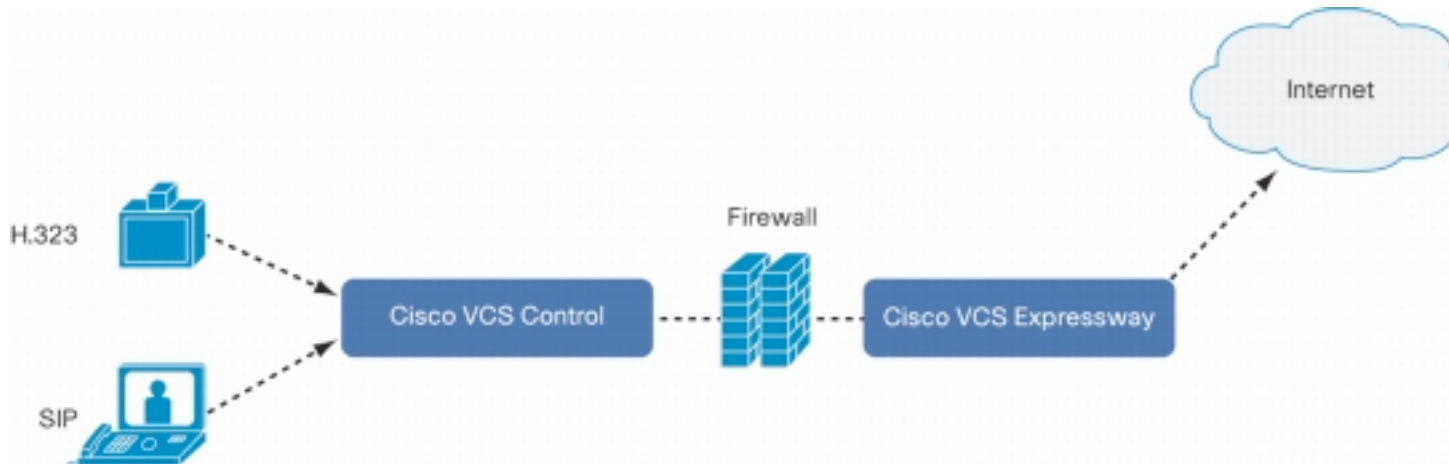 Internet
Firewall
H.323
Cisco VCS Control
Cisco VCS Expressway
SIP